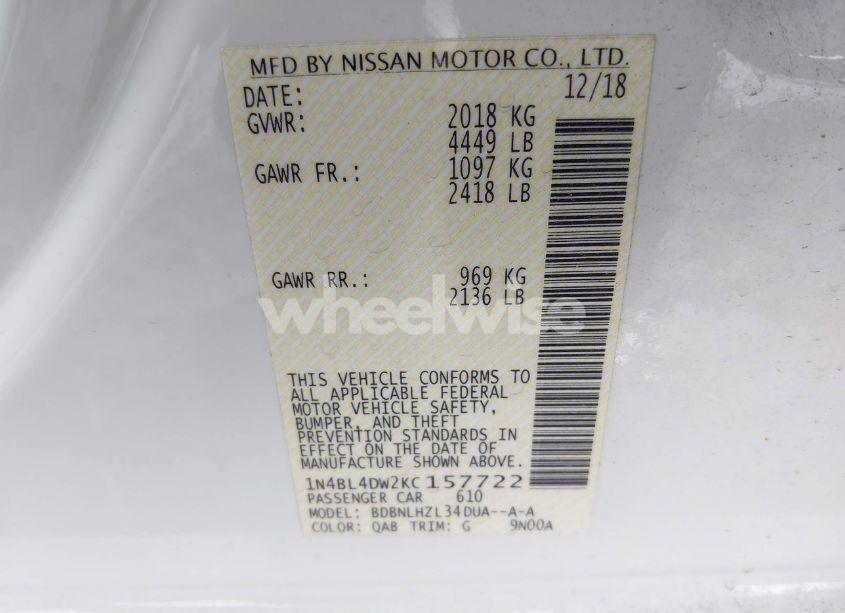 MFD BY NISSAN MOTOR CO., LTD.
DATE: 12/18
GVWR: 2018 KG
4449 LB
GAWR FR.: 1097 KG
2418 LB
GAWR RR.: 969 KG
2136 LB
wheelwise
THIS VEHICLE CONFORMS TO
ALL APPLICABLE FEDERAL
MOTOR VEHICLE SAFETY,
BUMPER, AND THEFT
PREVENTION STANDARDS IN
EFFECT ON THE DATE OF
MANUFACTURE SHOWN ABOVE.
1N4BL4DW2KC157722
PASSENGER CAR 610
MODEL: BDBNLHZL34DUA--A-A
COLOR: QAB TRIM: G 9N00A